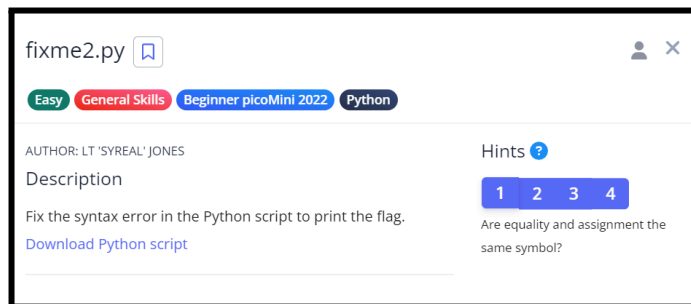 fixme2.py
Easy General Skills Beginner picoMini 2022 Python
AUTHOR: LT 'SYREAL' JONES
Description
Fix the syntax error in the Python script to print the flag.
Download Python script
Hints ?
1 2 3 4
Are equality and assignment the
same symbol?